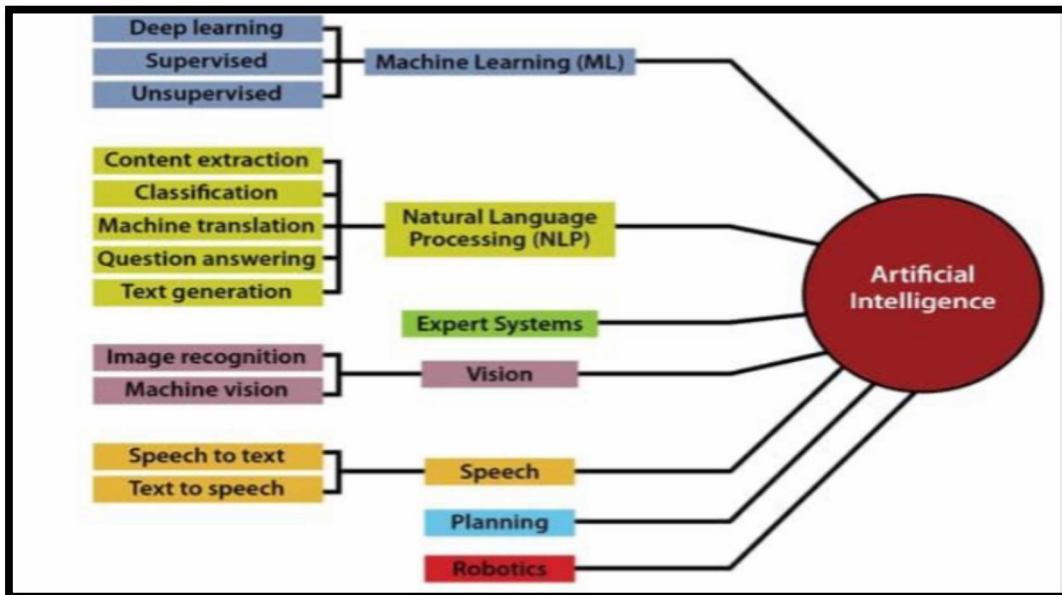 Deep learning
Supervised
Unsupervised
Machine Learning (ML)
Content extraction
Classification
Machine translation
Question answering
Text generation
Natural Language
Processing (NLP)
Expert Systems
Image recognition
Machine vision
Vision
Speech to text
Text to speech
Speech
Planning
Robotics
Artificial
Intelligence